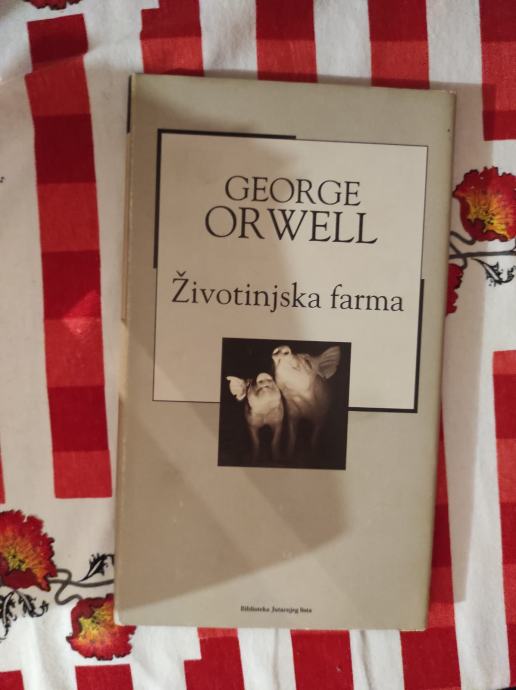 GEORGE
ORWELL
Životinjska farma
Biblioteka Jutarnjeg lista